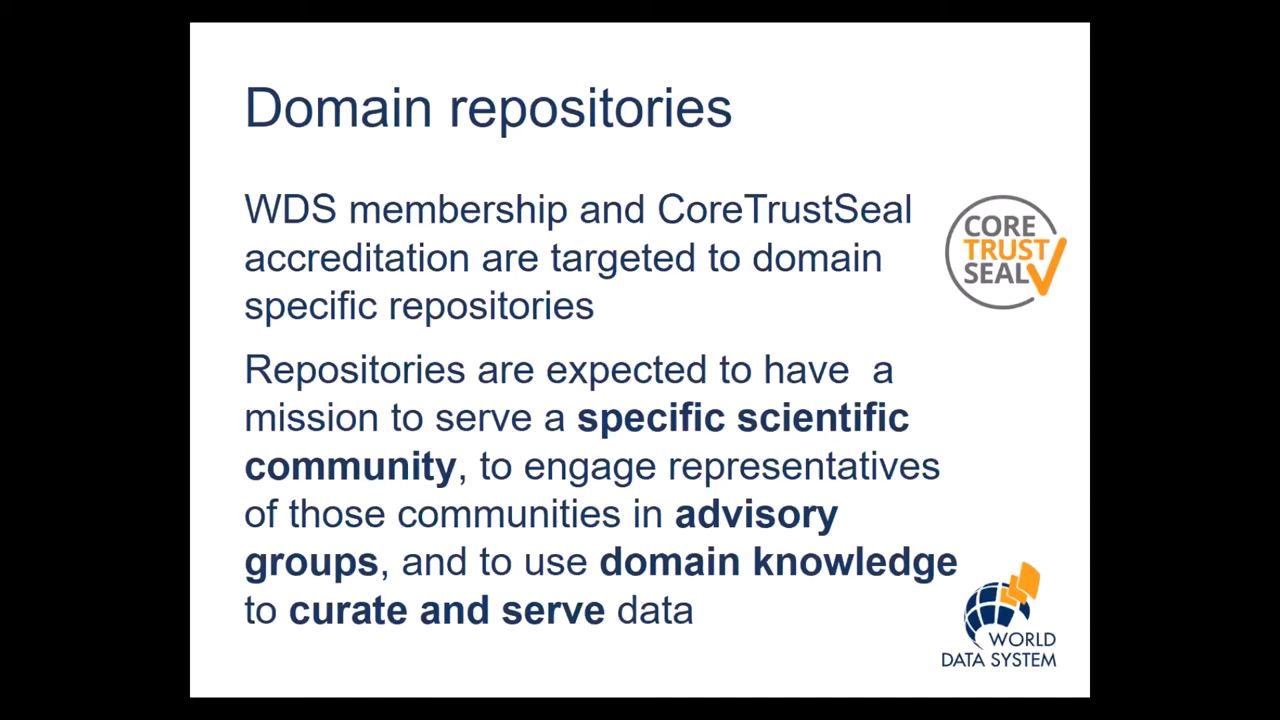 Domain repositories
WDS membership and CoreTrustSeal
accreditation are targeted to domain
specific repositories
CORE
TRUST
SEAL
Repositories are expected to have  a
mission to serve a specific scientific
community, to engage representatives
of those communities in advisory
groups, and to use domain knowledge
to curate and serve data
WORLD
DATA SYSTEM